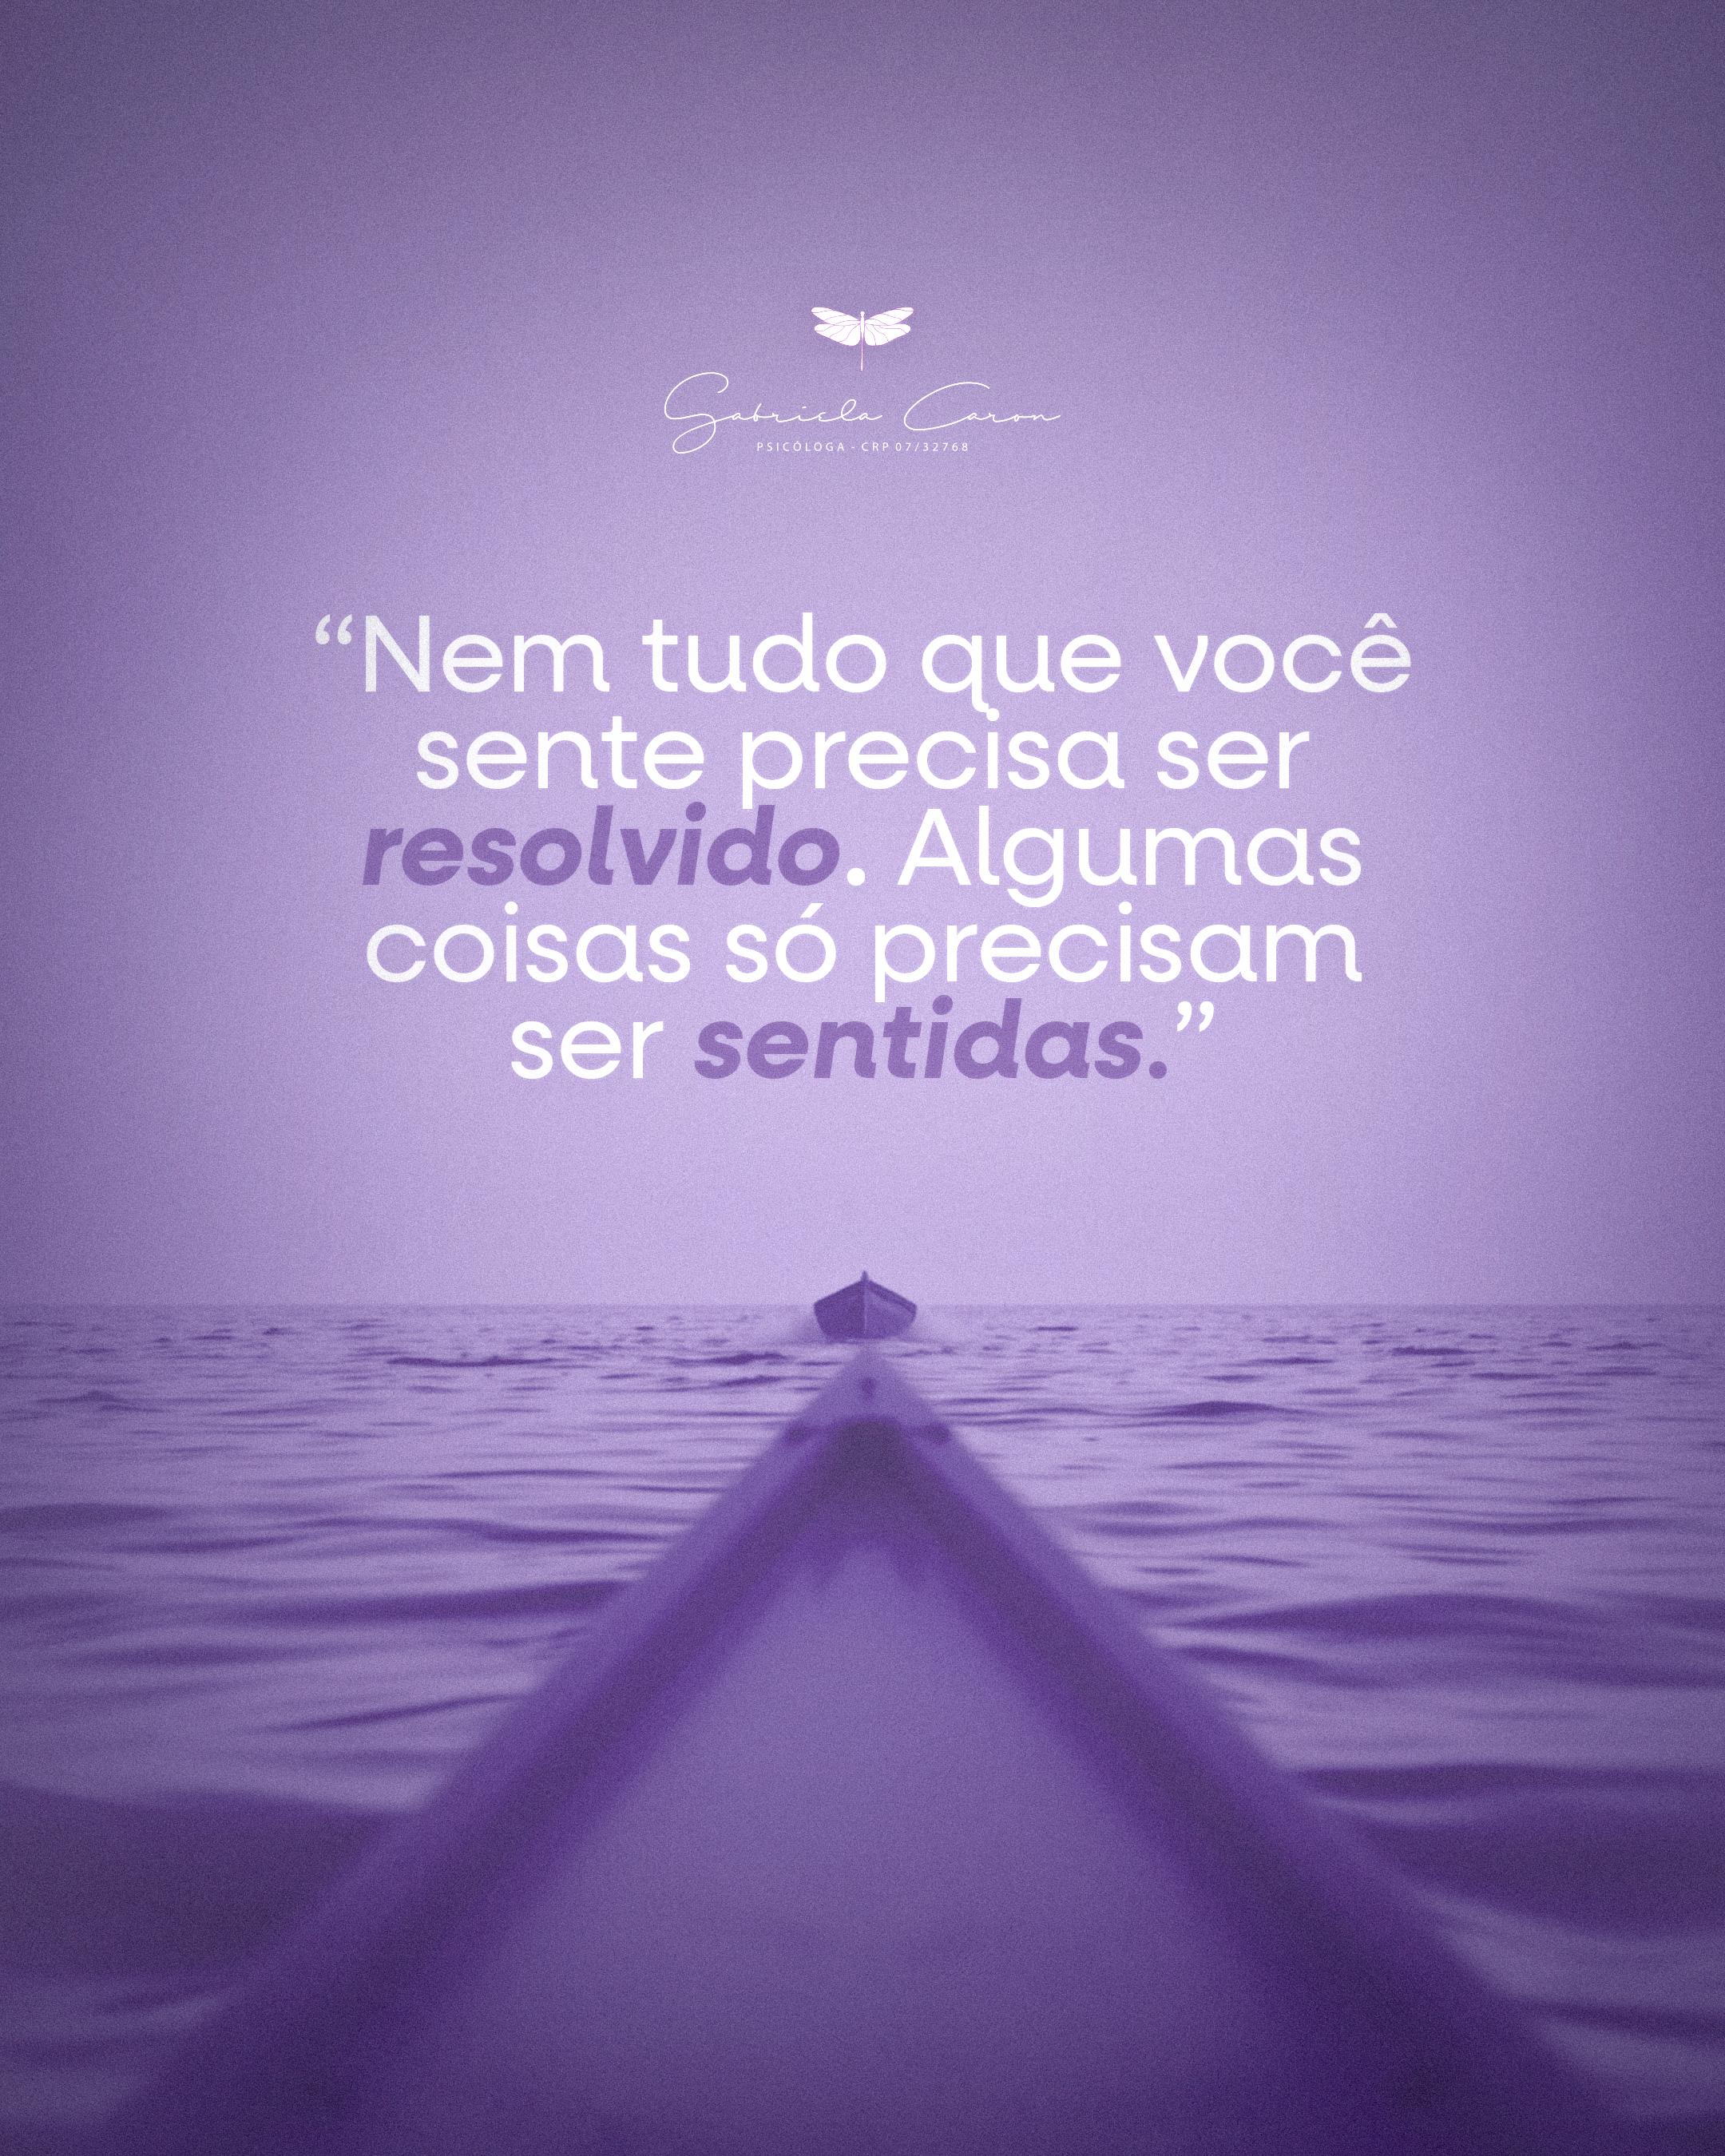 Gabriela Caron
PSICÓLOGA - CRP 07/32768
“Nem tudo que você
sente precisa ser
resolvido. Algumas
coisas só precisam
ser sentidas.”